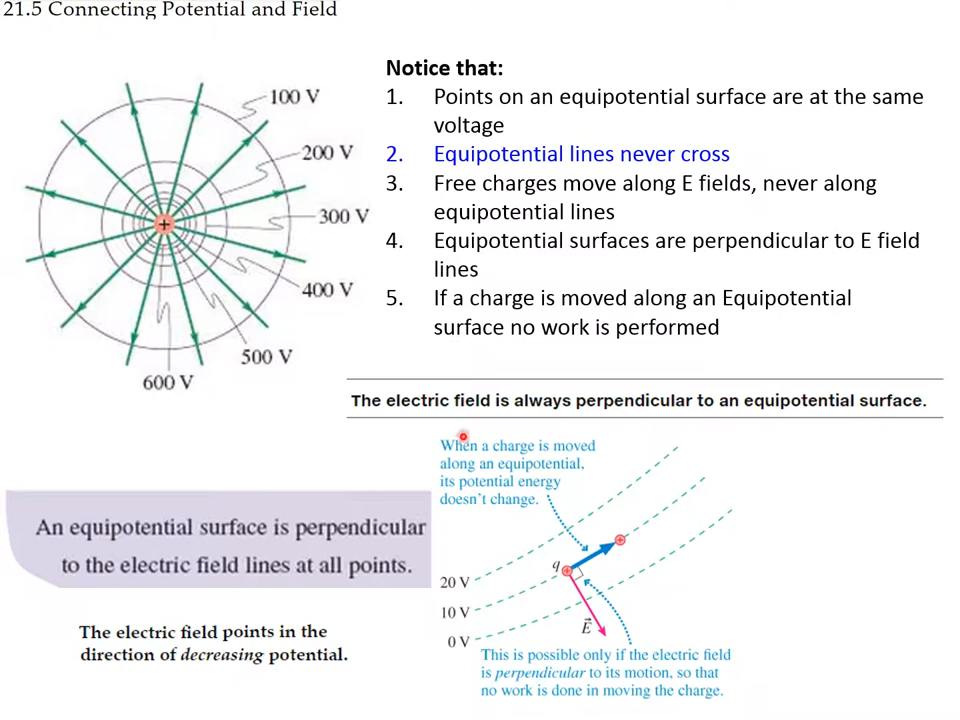 21.5 Connecting Potential and Field
100 V
200 V
300 V
400 V
500 V
600 V
+
Notice that:
1. Points on an equipotential surface are at the same
voltage
2. Equipotential lines never cross
3. Free charges move along E fields, never along
equipotential lines
4. Equipotential surfaces are perpendicular to E field
lines
5. If a charge is moved along an Equipotential
surface no work is performed
The electric field is always perpendicular to an equipotential surface.
An equipotential surface is perpendicular
to the electric field lines at all points.
The electric field points in the
direction of decreasing potential.
When a charge is moved
along an equipotential,
its potential energy
doesn't change.
q
+
+
20 V
10 V
0 V
E⃗
This is possible only if the electric field
is perpendicular to its motion, so that
no work is done in moving the charge.